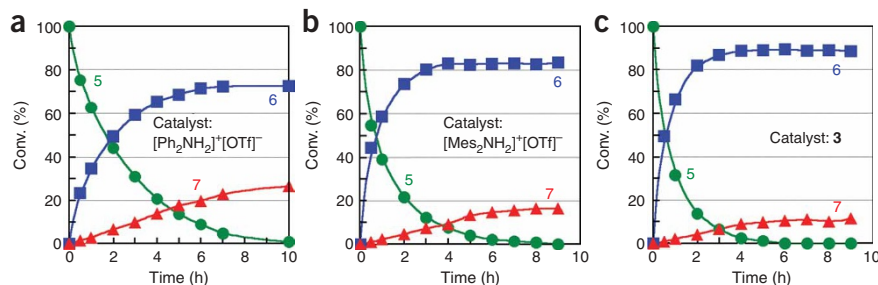 a
100
80
60
40
20
0
Conv. (%)
5
6
7
Catalyst:
[Ph2NH2]+[OTf]−
0 2 4 6 8 10
Time (h)
b
100
80
60
40
20
0
Conv. (%)
5
6
7
Catalyst:
[Mes2NH2]+[OTf]−
0 2 4 6 8 10
Time (h)
c
100
80
60
40
20
0
Conv. (%)
5
6
7
Catalyst: 3
0 2 4 6 8 10
Time (h)